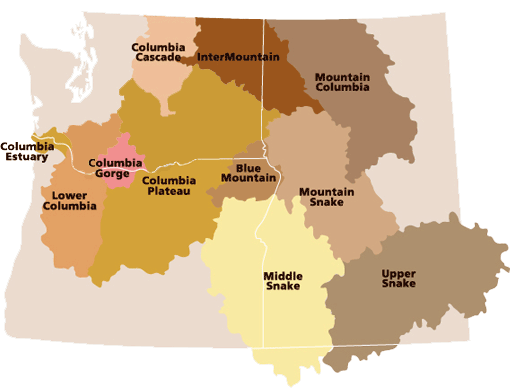 Columbia
Cascade
InterMountain
Mountain
Columbia
Columbia
Estuary
Columbia
Gorge
Columbia
Plateau
Blue
Mountain
Lower
Columbia
Mountain
Snake
Middle
Snake
Upper
Snake